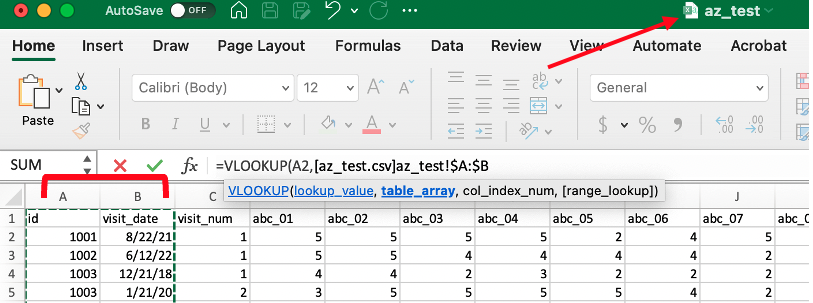 AutoSave OFF az_test
Home Insert Draw Page Layout Formulas Data Review View Automate Acrobat
Paste Calibri (Body) 12 A A ab General
B I U A $ % 9
SUM fx =VLOOKUP(A2,[az_test.csv]az_test!$A:$B
VLOOKUP(lookup_value, table_array, col_index_num, [range_lookup])
A B C J
1 id visit_date visit_num abc_01 abc_02 abc_03 abc_04 abc_05 abc_06 abc_07 abc_0
2 1001 8/22/21 1 5 5 5 5 2 4 5
3 1002 6/12/22 1 5 5 4 4 4 4 2
4 1003 12/21/18 1 4 4 2 3 2 2 2
5 1003 1/21/20 2 3 5 5 5 5 4 2